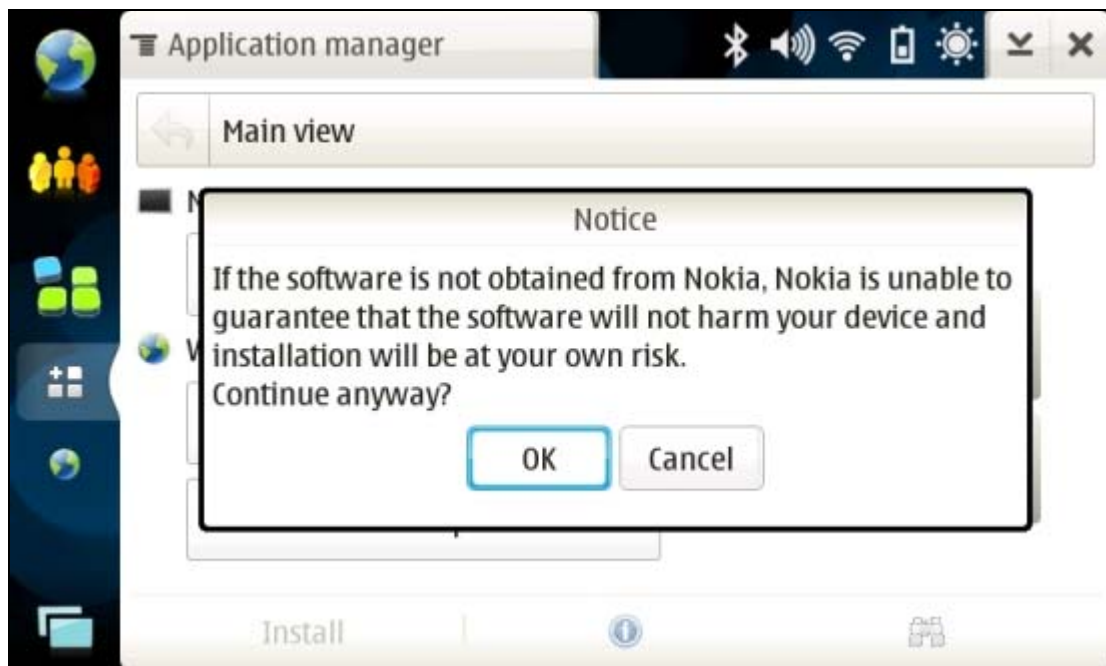 Application manager
Main view
Notice
If the software is not obtained from Nokia, Nokia is unable to
guarantee that the software will not harm your device and
installation will be at your own risk.
Continue anyway?
OK
Cancel
Install